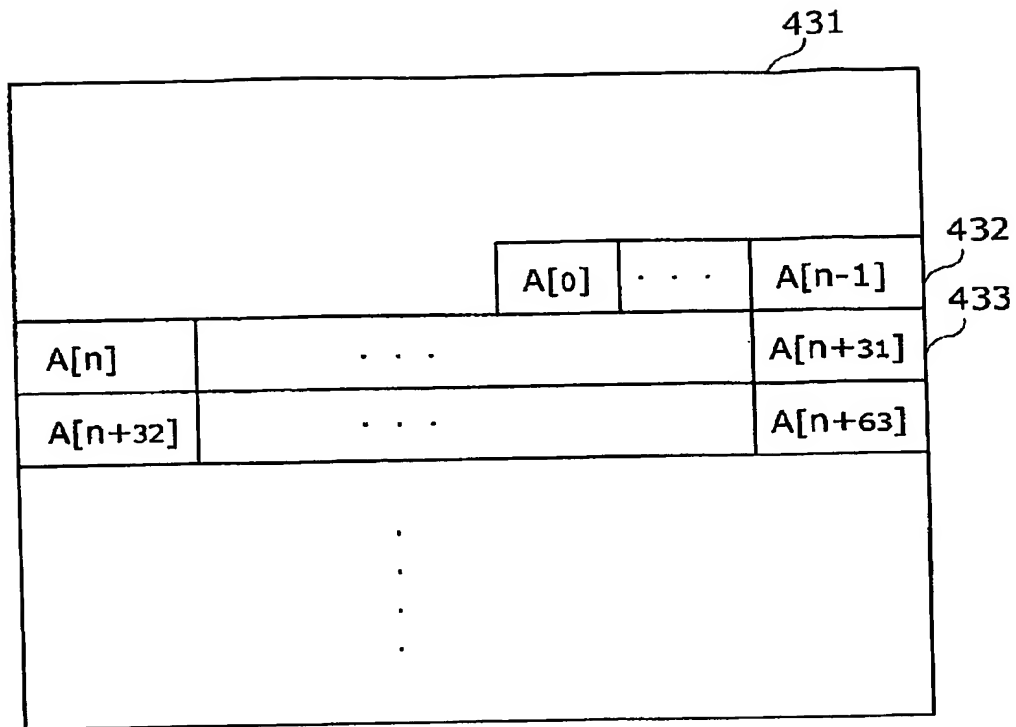 431
A[0] . . . A[n-1] 432
433
A[n] . . . A[n+31]
A[n+32] . . . A[n+63]
.
.
.
.